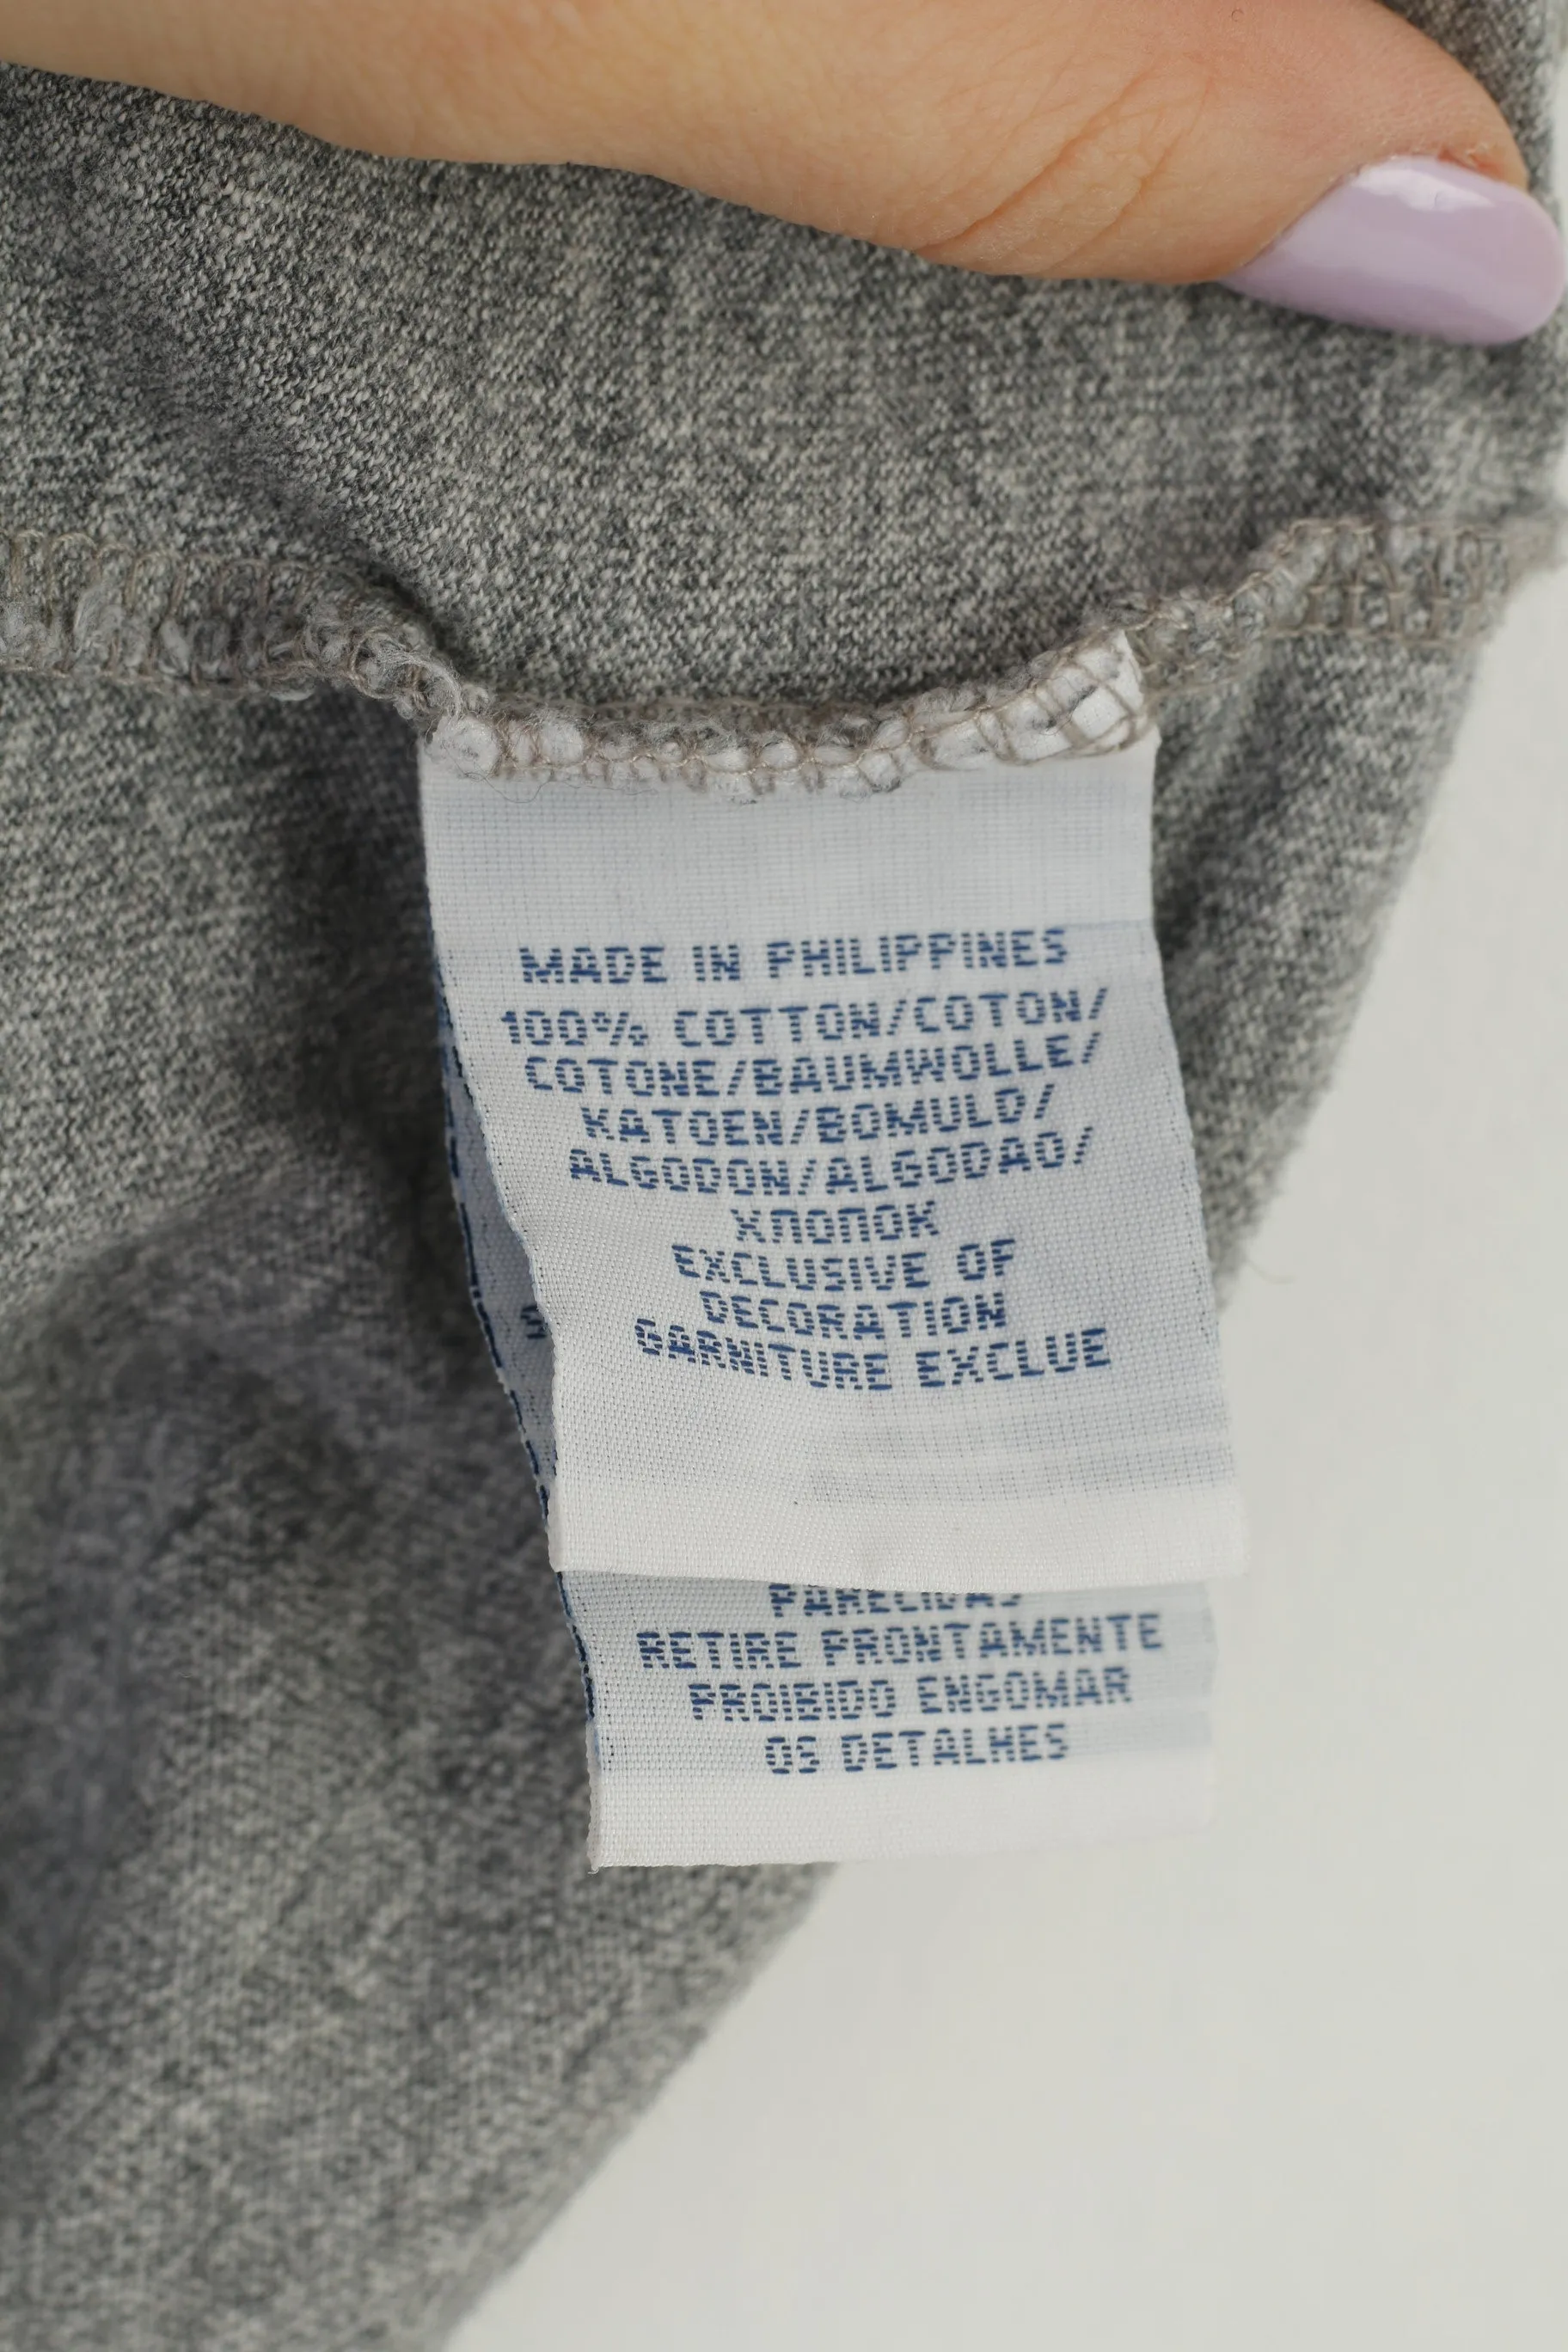 MADE IN PHILIPPINES
100% COTTON/COTON/
COTONE/BAUMWOLLE/
KATOEN/BOMULD/
ALGODON/ALGODAO/
ХЛОПОК
EXCLUSIVE OF
DECORATION
GARNITURE EXCLUE
PARECIDAS
RETIRE PRONTAMENTE
PROIBIDO ENGOMAR
OS DETALHES